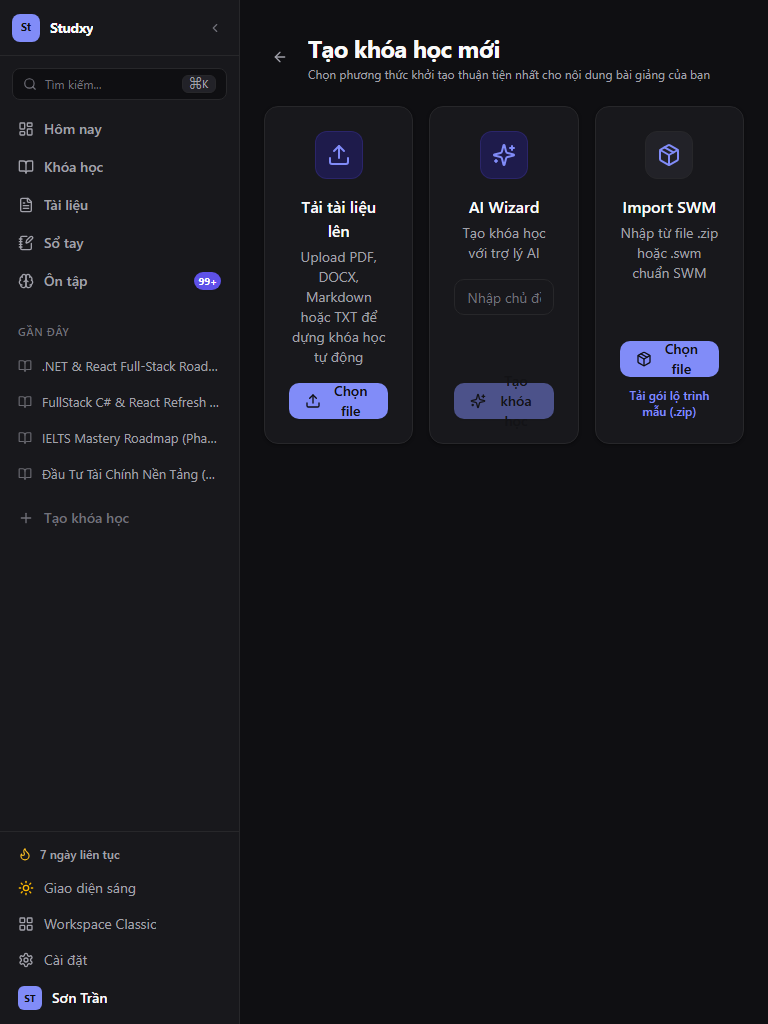 St
Studxy
Tìm kiếm...
⌘K
Hôm nay
Khóa học
Tài liệu
Sổ tay
Ôn tập
99+
GẦN ĐÂY
.NET & React Full-Stack Road...
FullStack C# & React Refresh ...
IELTS Mastery Roadmap (Pha...
Đầu Tư Tài Chính Nền Tảng (...
Tạo khóa học
7 ngày liên tục
Giao diện sáng
Workspace Classic
Cài đặt
ST
Sơn Trần
Tạo khóa học mới
Chọn phương thức khởi tạo thuận tiện nhất cho nội dung bài giảng của bạn
Tải tài liệu
lên
Upload PDF,
DOCX,
Markdown
hoặc TXT để
dựng khóa học
tự động
Chọn
file
AI Wizard
Tạo khóa học
với trợ lý AI
Nhập chủ đề
Tạo
khóa
học
Import SWM
Nhập từ file .zip
hoặc .swm
chuẩn SWM
Chọn
file
Tải gói lộ trình
mẫu (.zip)